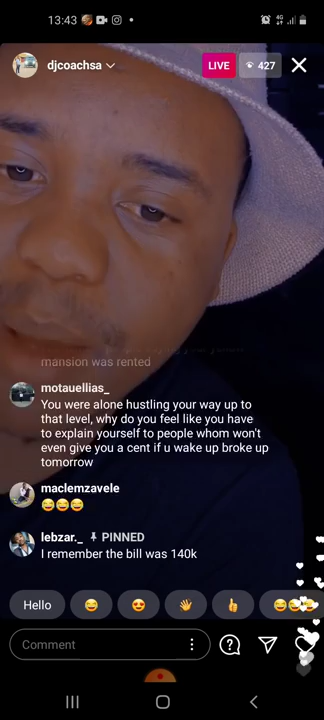 13:43
4G
djcoachsa
LIVE
427
mansion was rented
motauellias_
You were alone hustling your way up to
that level, why do you feel like you have
to explain yourself to people whom won't
even give you a cent if u wake up broke up
tomorrow
maclemzavele
lebzar._ PINNED
I remember the bill was 140k
Hello
Comment